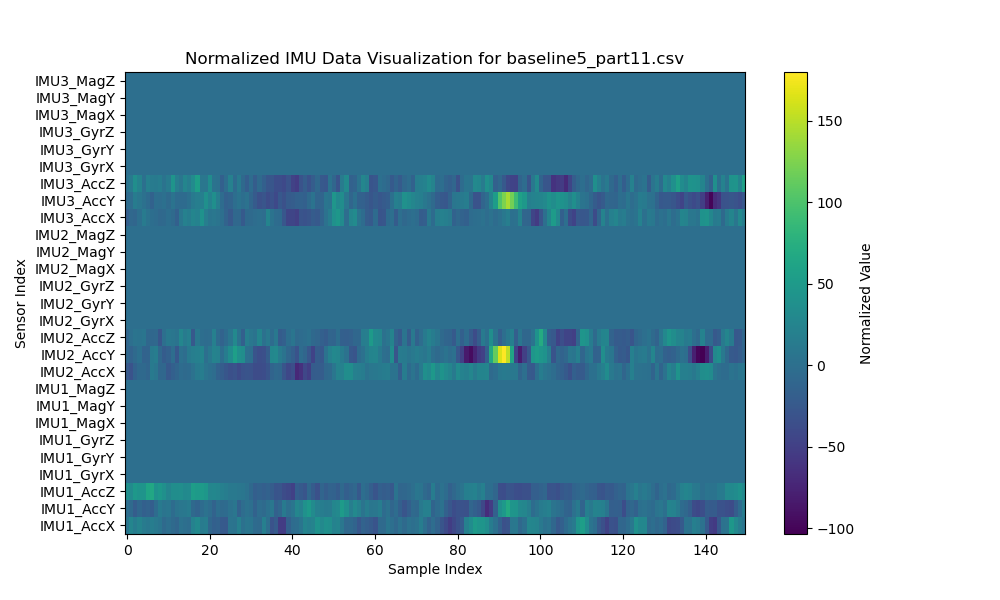 Normalized IMU Data Visualization for baseline5_part11.csv
IMU3_MagZ
IMU3_MagY
IMU3_MagX
IMU3_GyrZ
IMU3_GyrY
IMU3_GyrX
IMU3_AccZ
IMU3_AccY
IMU3_AccX
IMU2_MagZ
IMU2_MagY
IMU2_MagX
IMU2_GyrZ
IMU2_GyrY
IMU2_GyrX
IMU2_AccZ
IMU2_AccY
IMU2_AccX
IMU1_MagZ
IMU1_MagY
IMU1_MagX
IMU1_GyrZ
IMU1_GyrY
IMU1_GyrX
IMU1_AccZ
IMU1_AccY
IMU1_AccX
Sensor Index
0 20 40 60 80 100 120 140
Sample Index
150
100
50
0
−50
−100
Normalized Value